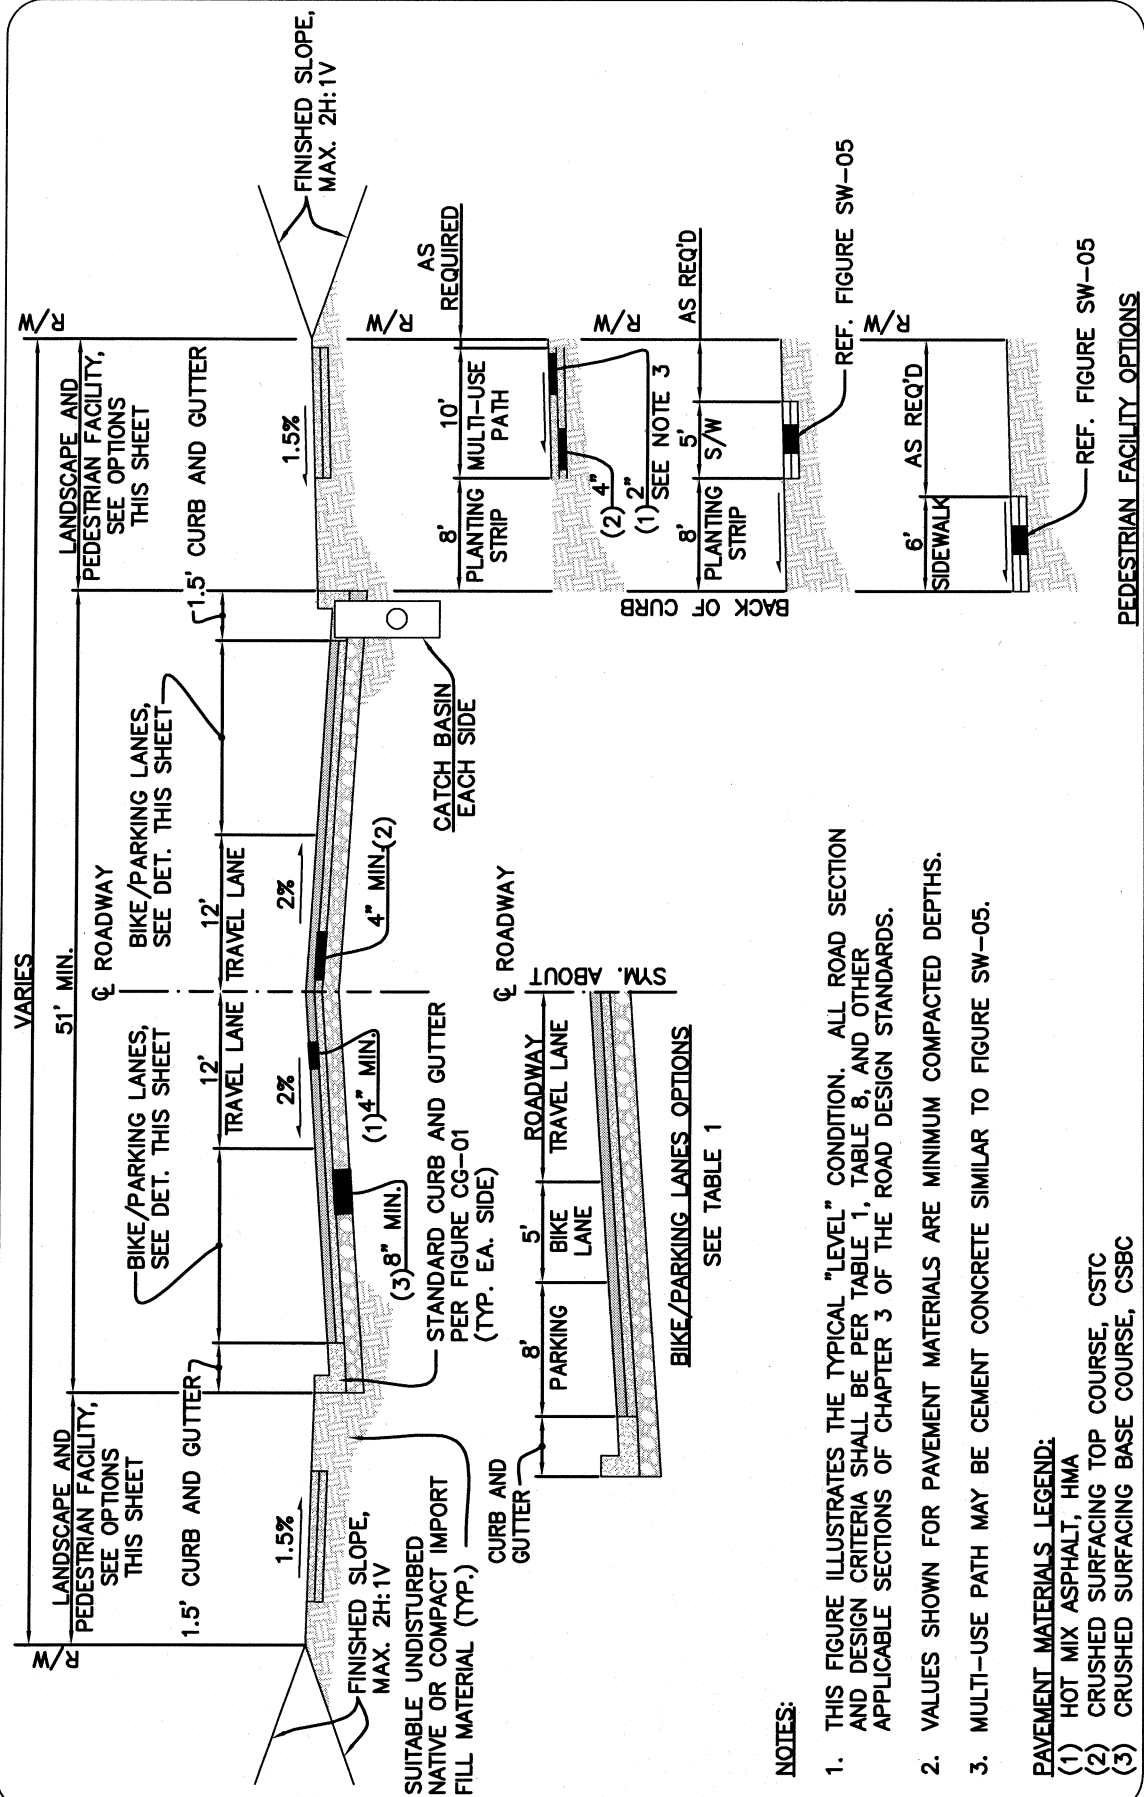 VARIES
51' MIN.
LANDSCAPE AND
PEDESTRIAN FACILITY,
SEE OPTIONS
THIS SHEET
R/W
1.5' CURB AND GUTTER
BIKE/PARKING LANES,
SEE DET. THIS SHEET
℄ ROADWAY
12'
TRAVEL LANE
12'
TRAVEL LANE
BIKE/PARKING LANES,
SEE DET. THIS SHEET
1.5' CURB AND GUTTER
LANDSCAPE AND
PEDESTRIAN FACILITY,
SEE OPTIONS
THIS SHEET
R/W
1.5%
2%
2%
1.5%
FINISHED SLOPE,
MAX. 2H:1V
FINISHED SLOPE,
MAX. 2H:1V
SUITABLE UNDISTURBED
NATIVE OR COMPACT IMPORT
FILL MATERIAL (TYP.)
(3) 8" MIN.
(1) 4" MIN.
4" MIN. (2)
STANDARD CURB AND GUTTER
PER FIGURE CG-01
(TYP. EA. SIDE)
CATCH BASIN
EACH SIDE
CURB AND
GUTTER
8'
PARKING
5'
BIKE
LANE
ROADWAY
TRAVEL LANE
℄ ROADWAY
SYM. ABOUT
BIKE/PARKING LANES OPTIONS
SEE TABLE 1
BACK OF CURB
8'
PLANTING
STRIP
10'
MULTI-USE
PATH
AS
REQUIRED
(2) 4"
(1) 2"
SEE NOTE 3
R/W
8'
PLANTING
STRIP
5'
S/W
AS REQ'D
REF. FIGURE SW-05
R/W
6'
SIDEWALK
AS REQ'D
REF. FIGURE SW-05
PEDESTRIAN FACILITY OPTIONS
NOTES:
1. THIS FIGURE ILLUSTRATES THE TYPICAL "LEVEL" CONDITION. ALL ROAD SECTION
AND DESIGN CRITERIA SHALL BE PER TABLE 1, TABLE 8, AND OTHER
APPLICABLE SECTIONS OF CHAPTER 3 OF THE ROAD DESIGN STANDARDS.
2. VALUES SHOWN FOR PAVEMENT MATERIALS ARE MINIMUM COMPACTED DEPTHS.
3. MULTI-USE PATH MAY BE CEMENT CONCRETE SIMILAR TO FIGURE SW-05.
PAVEMENT MATERIALS LEGEND:
(1) HOT MIX ASPHALT, HMA
(2) CRUSHED SURFACING TOP COURSE, CSTC
(3) CRUSHED SURFACING BASE COURSE, CSBC